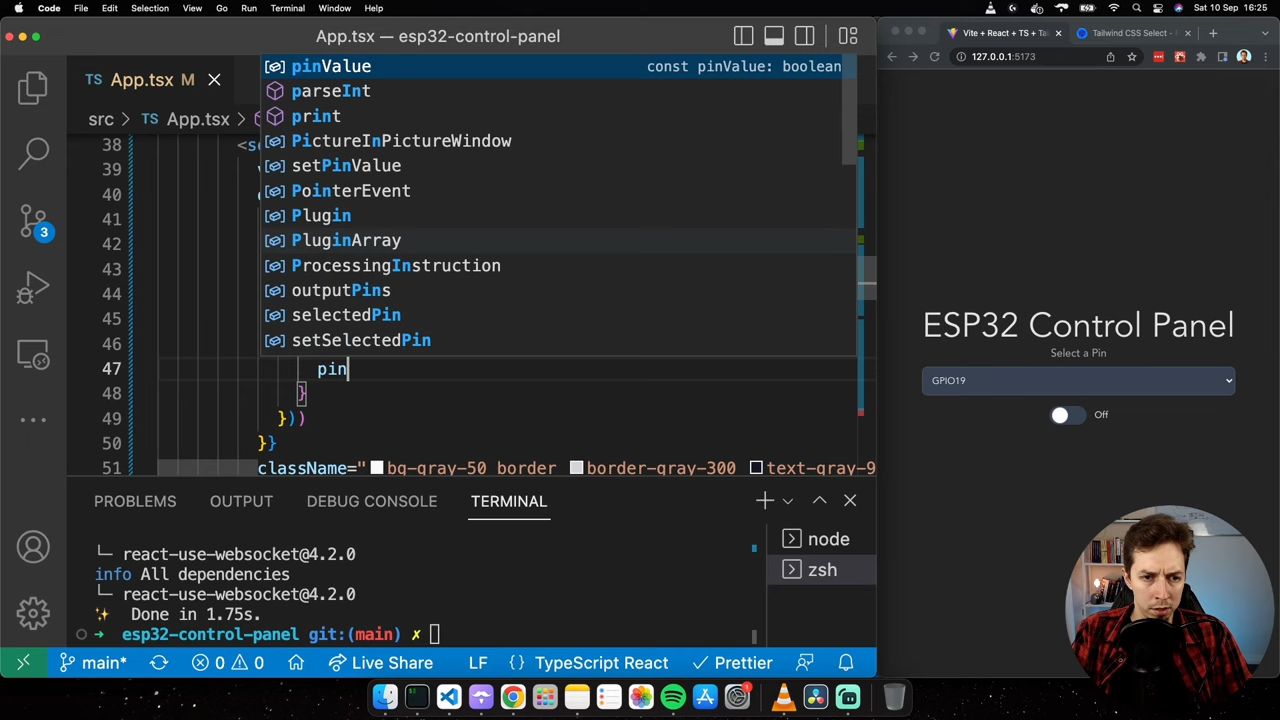 Code File Edit Selection View Go Run Terminal Window Help
Sat 10 Sep 16:25
App.tsx — esp32-control-panel
TS App.tsx M
src > TS App.tsx >
pinValue const pinValue: boolean
parseInt
print
PictureInPictureWindow
setPinValue
PointerEvent
Plugin
PluginArray
ProcessingInstruction
outputPins
selectedPin
setSelectedPin
38
39
40
41
42
43
44
45
46
47 pin
48 }
49 }))
50 }}
51 className="bg-gray-50 border border-gray-300 text-gray-9
3
PROBLEMS OUTPUT DEBUG CONSOLE TERMINAL
└─ react-use-websocket@4.2.0
info All dependencies
└─ react-use-websocket@4.2.0
✨ Done in 1.75s.
➜ esp32-control-panel git:(main) ✗
node
zsh
main* 0 0 Live Share LF {} TypeScript React Prettier
Vite + React + TS + Ta
Tailwind CSS Select -
127.0.0.1:5173
ESP32 Control Panel
Select a Pin
GPIO19
Off
1